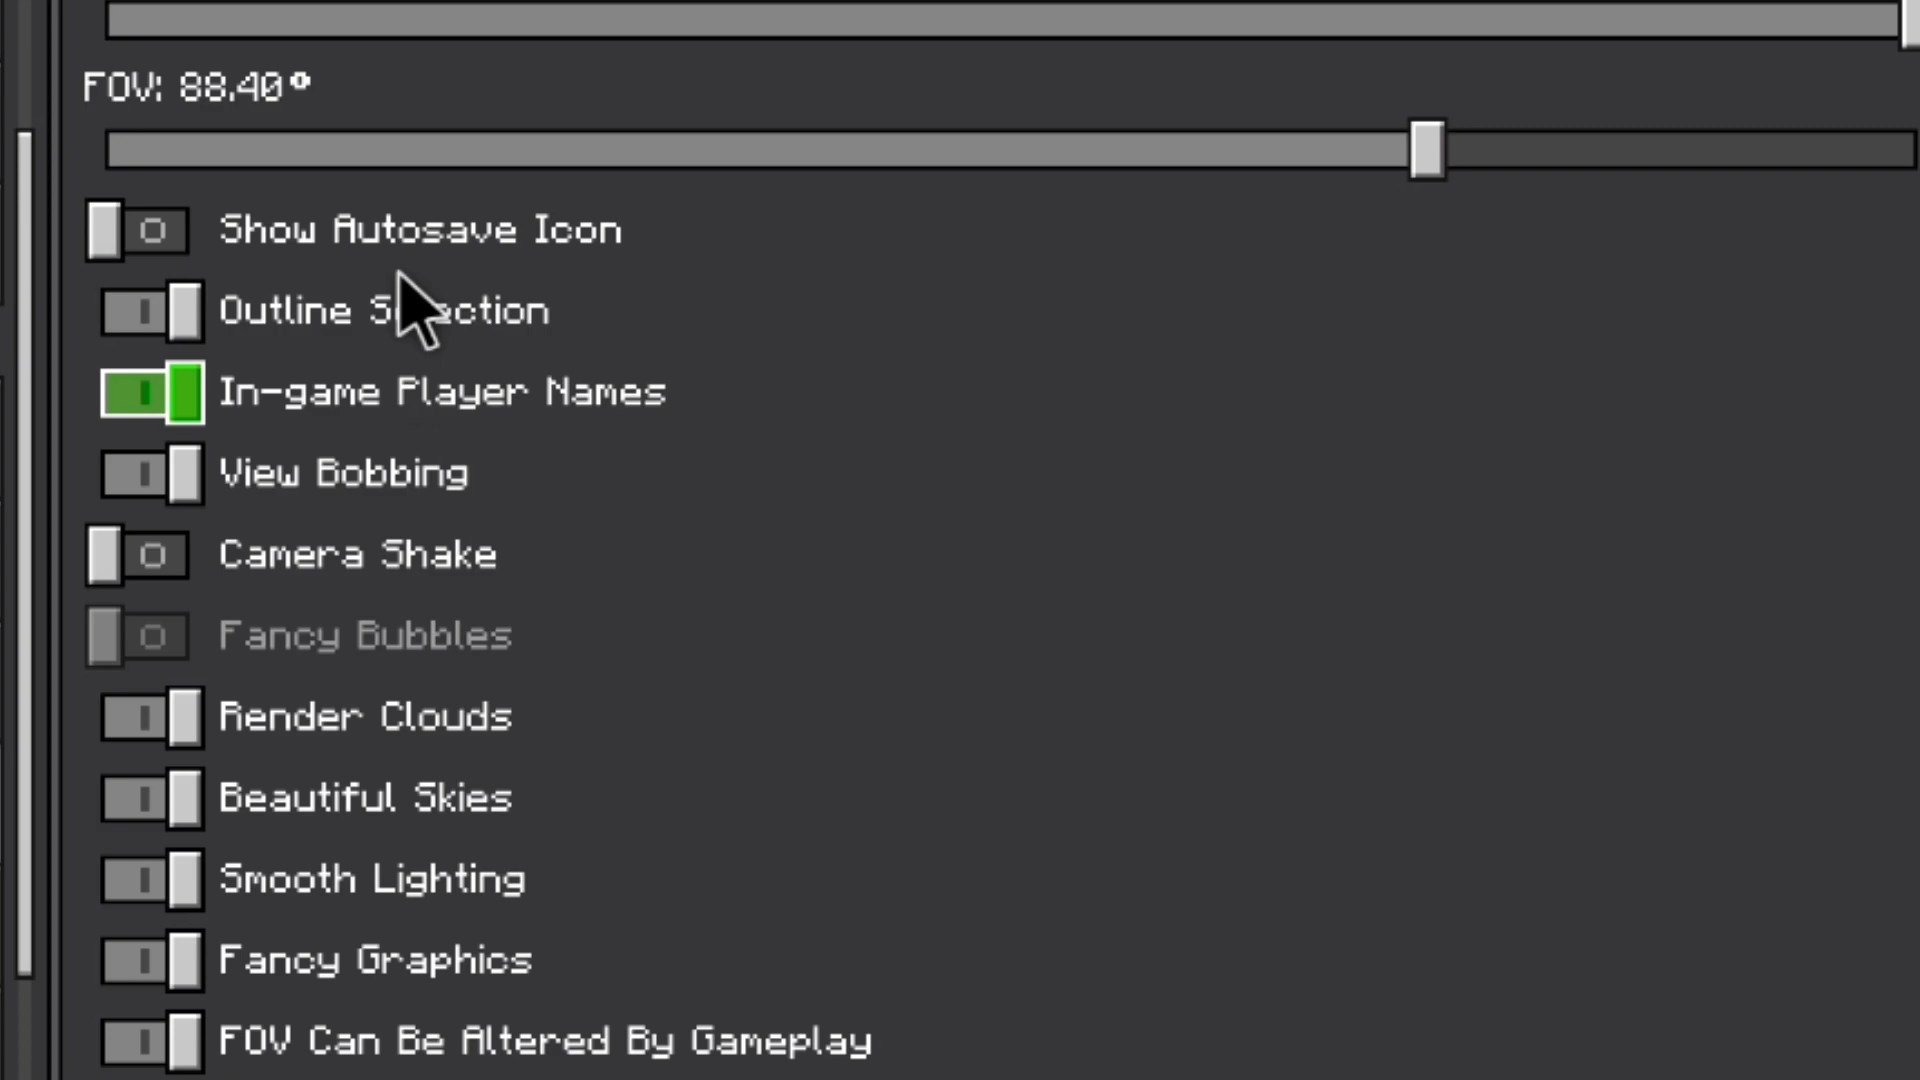 FOV: 88.40°
Show Autosave Icon
Outline Selection
In-game Player Names
View Bobbing
Camera Shake
Fancy Bubbles
Render Clouds
Beautiful Skies
Smooth Lighting
Fancy Graphics
FOV Can Be Altered By Gameplay